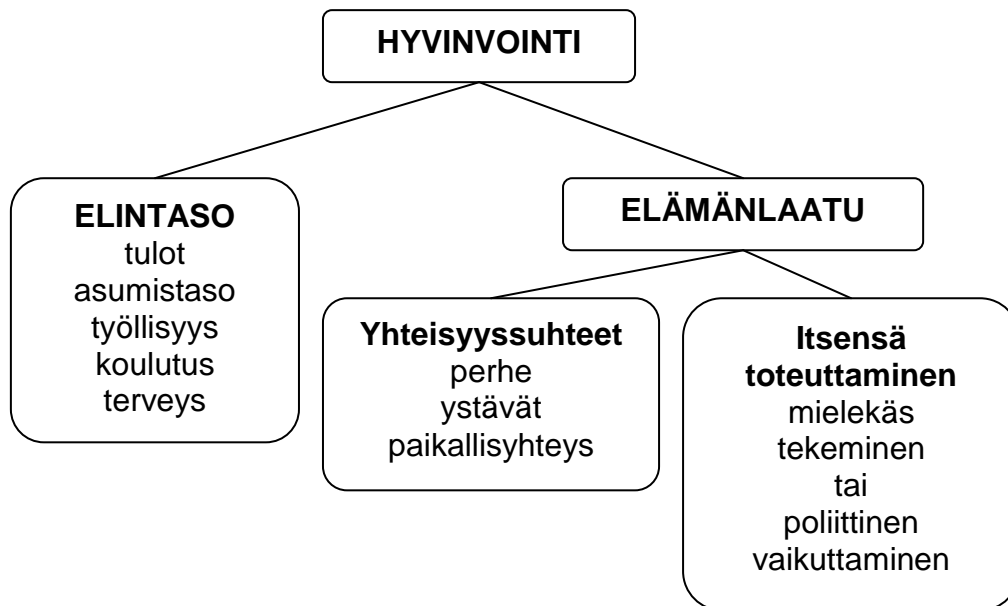 HYVINVOINTI
ELINTASO
tulot
asumistaso
työllisyys
koulutus
terveys
ELÄMÄNLAATU
Yhteisyyssuhteet
perhe
ystävät
paikallisyhteys
Itsensä
toteuttaminen
mielekäs
tekeminen
tai
poliittinen
vaikuttaminen